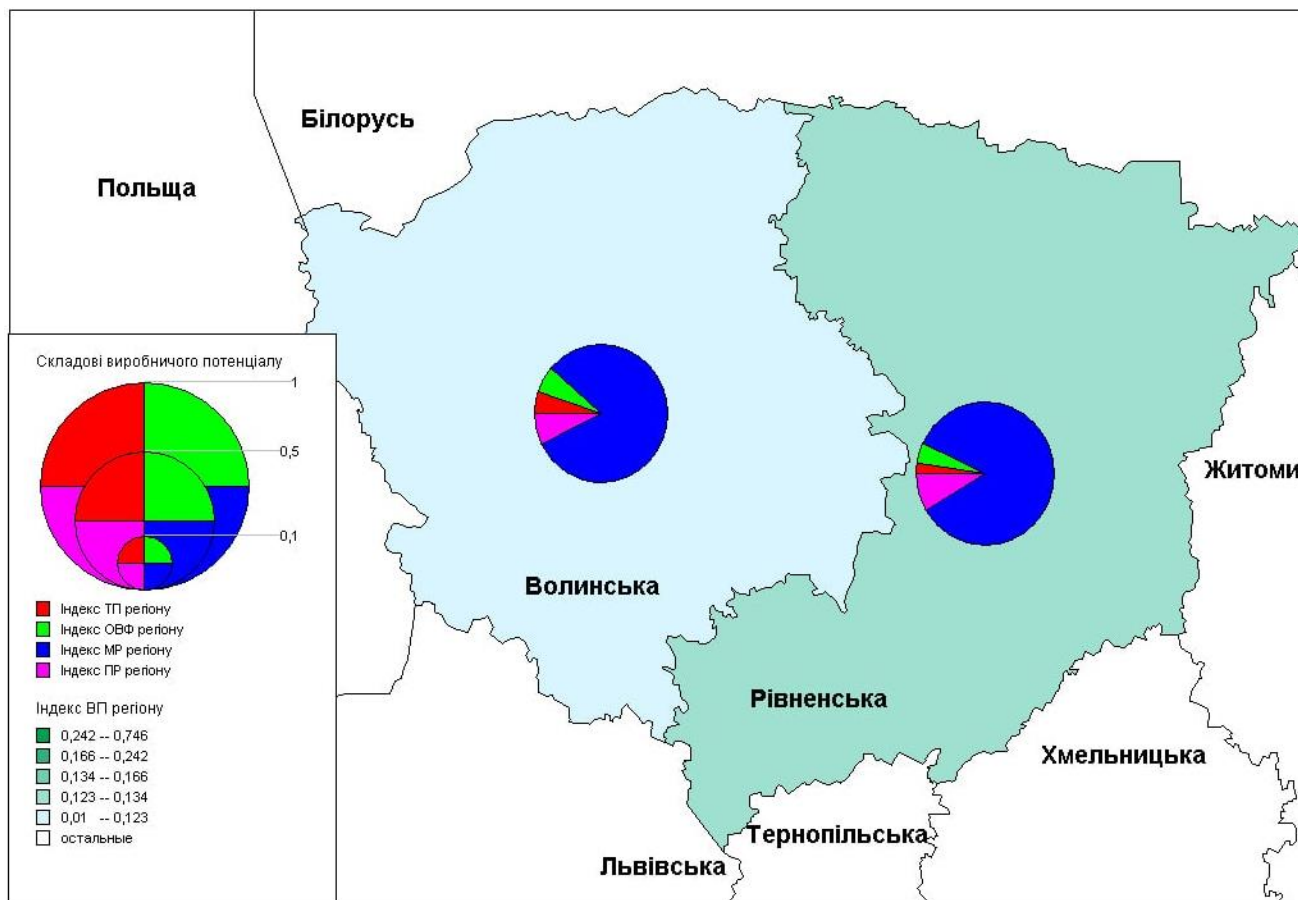 Білорусь
Польща
Складові виробничого потенціалу
1
0,5
0,1
Індекс ТП регіону
Індекс ОВФ регіону
Індекс МР регіону
Індекс ПР регіону
Індекс ВП регіону
0,242 -- 0,746
0,166 -- 0,242
0,134 -- 0,166
0,123 -- 0,134
0,01 -- 0,123
остальные
Житоми
Волинська
Рівненська
Хмельницька
Тернопільська
Львівська